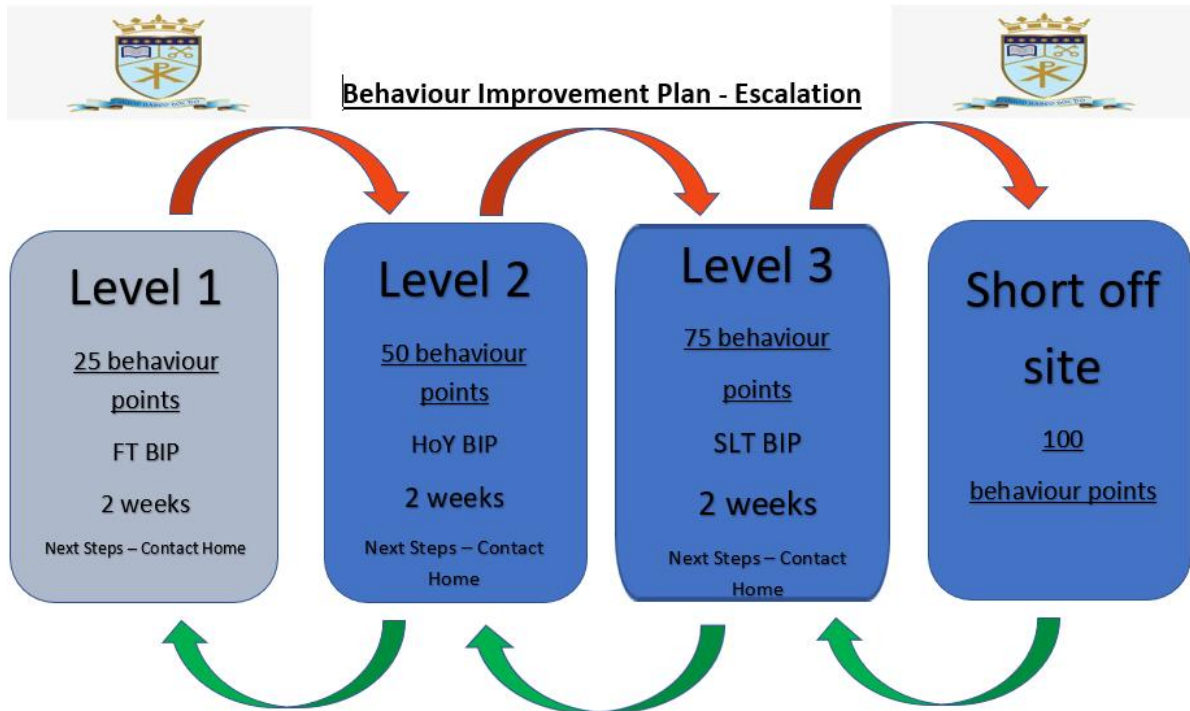 Behaviour Improvement Plan - Escalation
Level 1
25 behaviour
points
FT BIP
2 weeks
Next Steps – Contact Home
Level 2
50 behaviour
points
HoY BIP
2 weeks
Next Steps – Contact
Home
Level 3
75 behaviour
points
SLT BIP
2 weeks
Next Steps – Contact
Home
Short off
site
100
behaviour points